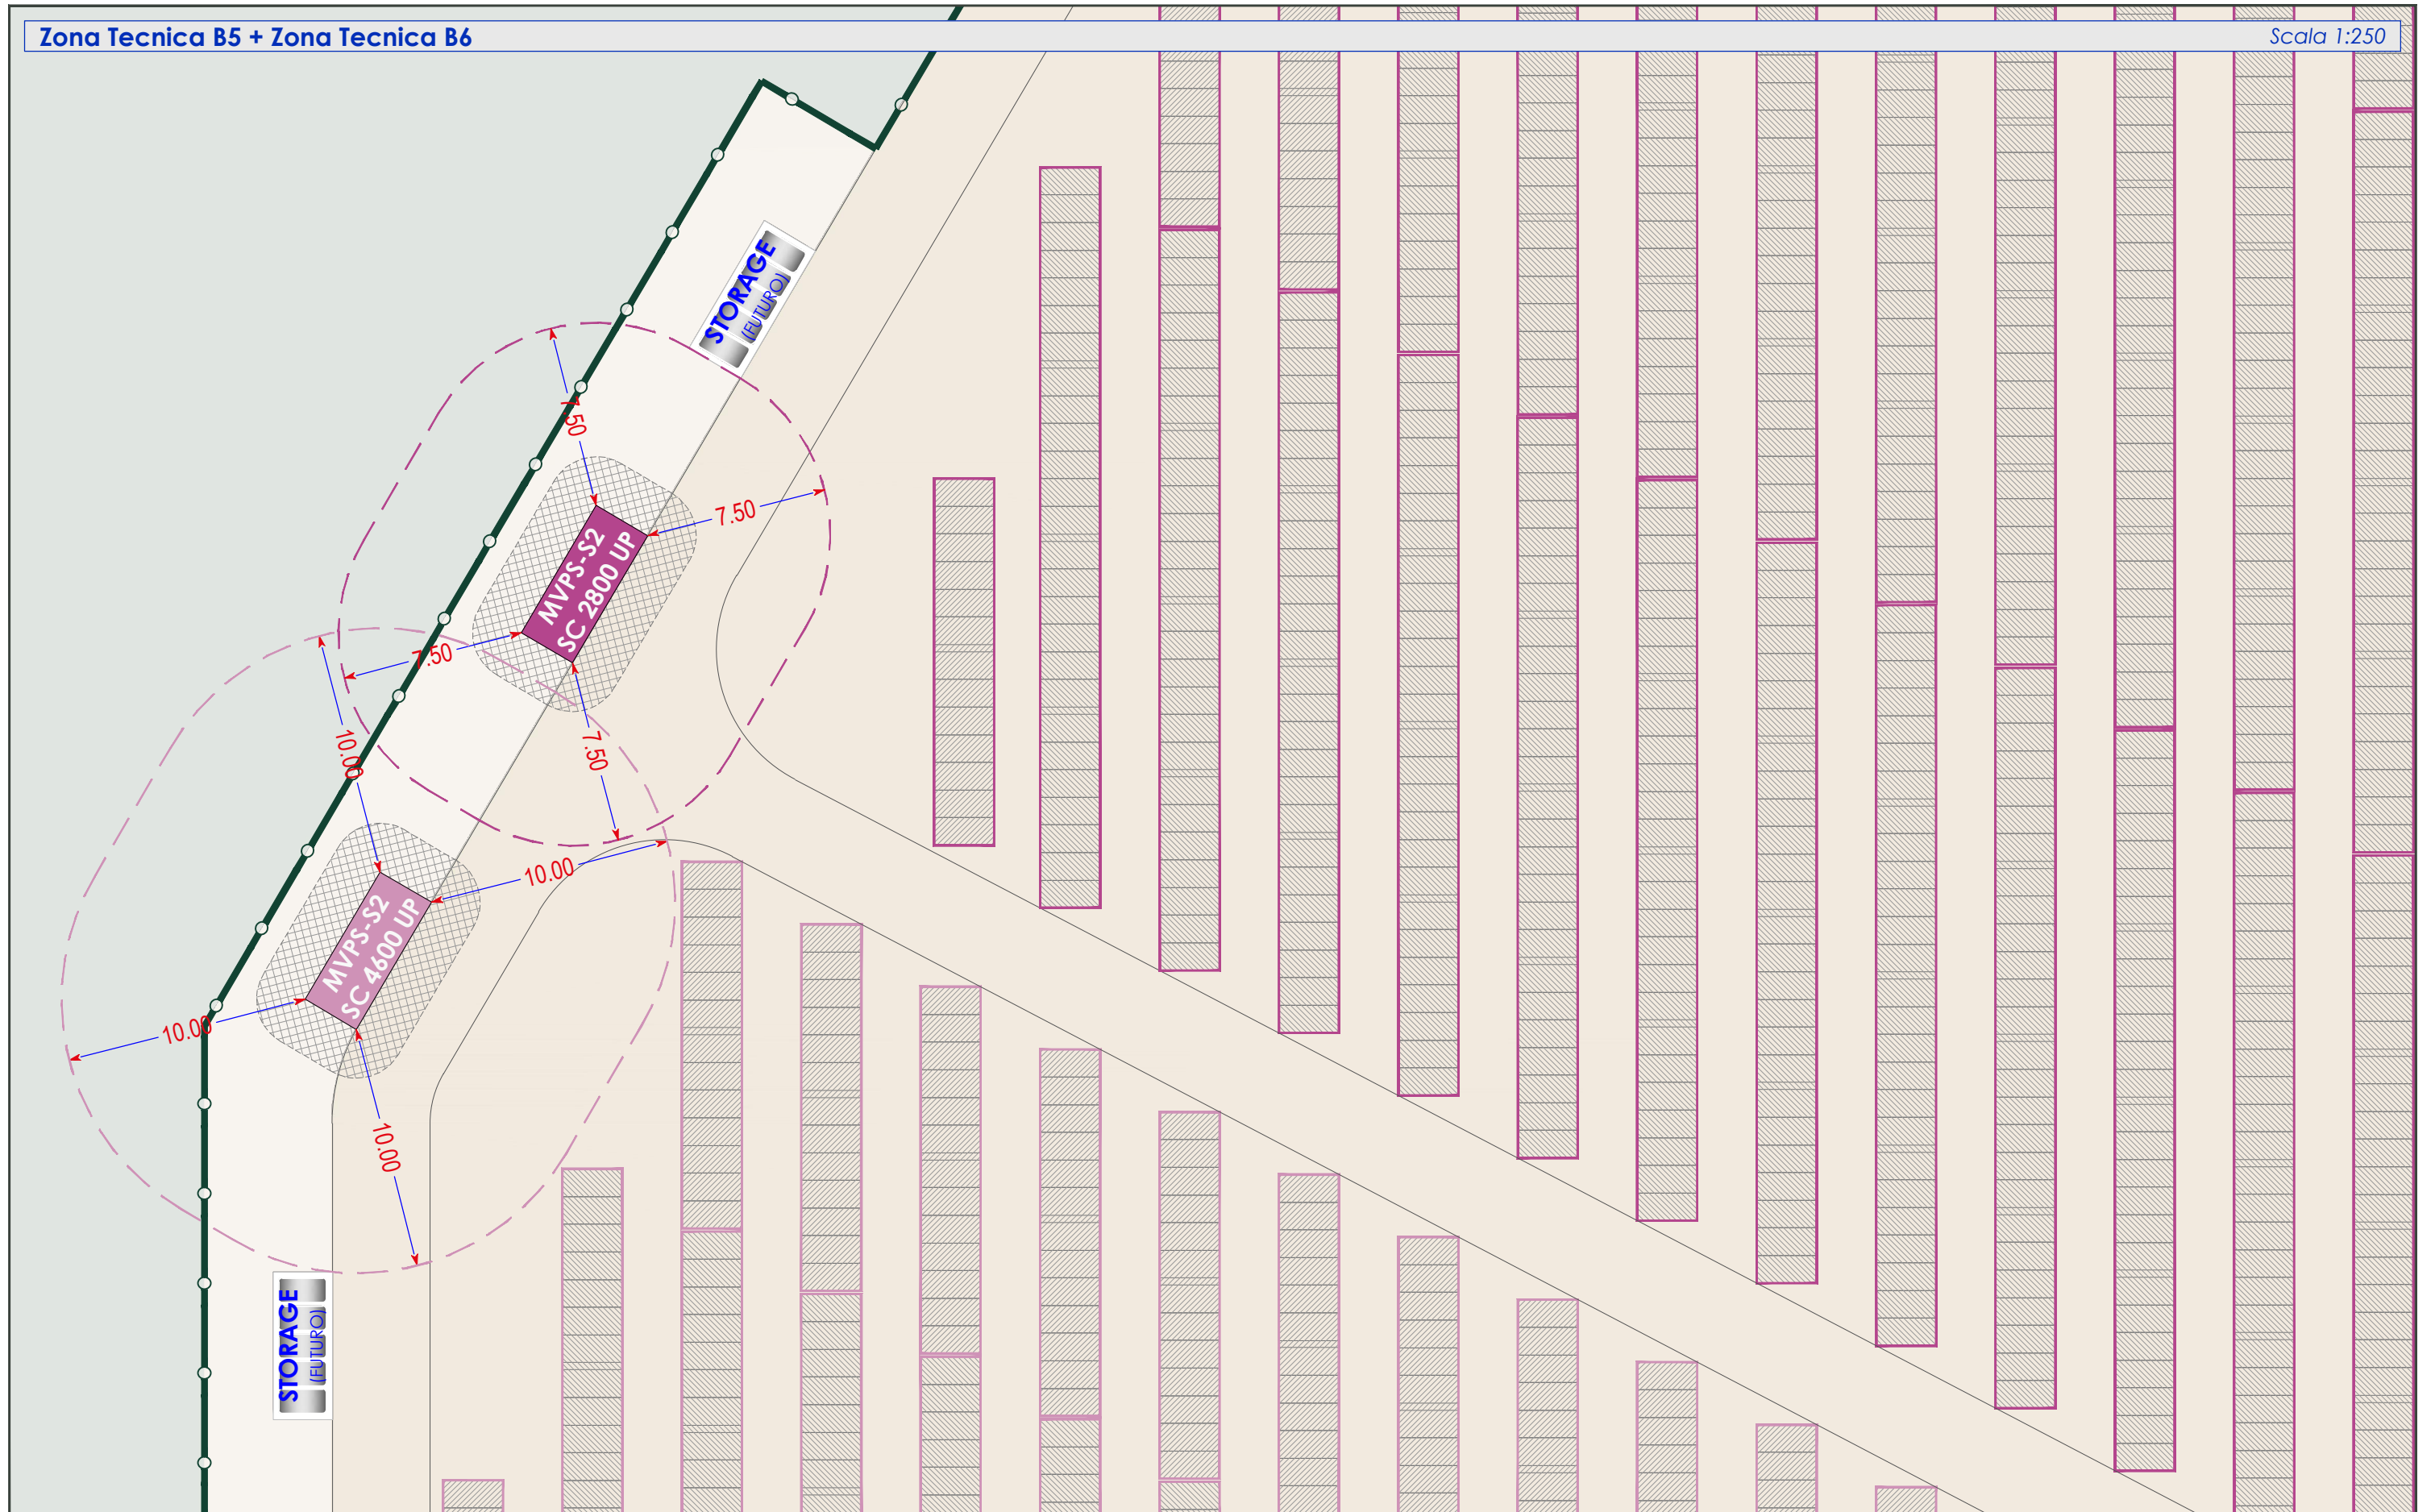 Zona Tecnica B5 + Zona Tecnica B6
Scala 1:250
STORAGE
(FUTURO)
7.50
7.50
MVPS-S2
SC 2800 UP
7.50
7.50
10.00
10.00
MVPS-S2
SC 4600 UP
10.00
10.00
STORAGE
(FUTURO)